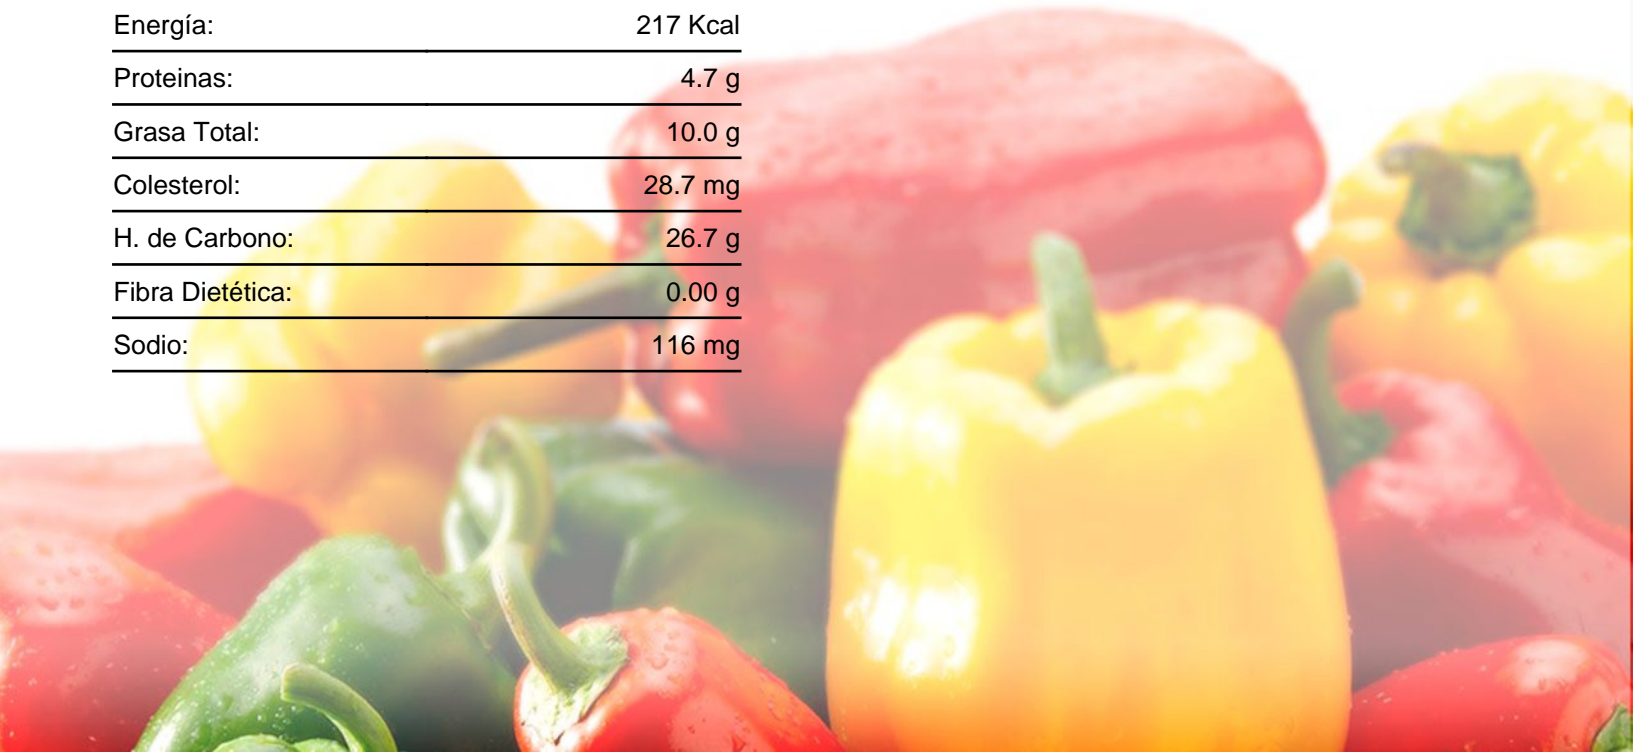 Energía: 217 Kcal
Proteinas: 4.7 g
Grasa Total: 10.0 g
Colesterol: 28.7 mg
H. de Carbono: 26.7 g
Fibra Dietética: 0.00 g
Sodio: 116 mg